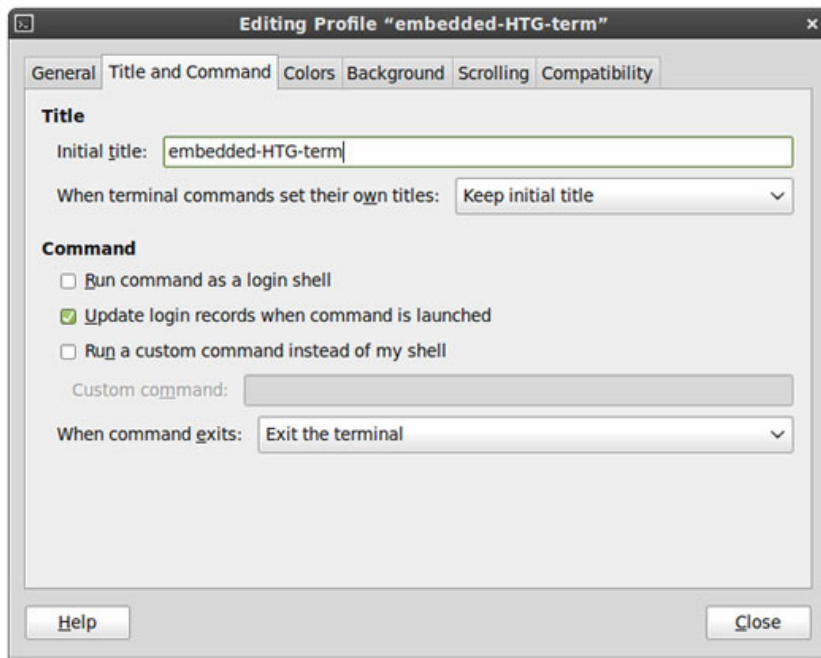 Editing Profile “embedded-HTG-term”
General Title and Command Colors Background Scrolling Compatibility
Title
Initial title: embedded-HTG-term
When terminal commands set their own titles: Keep initial title
Command
Run command as a login shell
Update login records when command is launched
Run a custom command instead of my shell
Custom command:
When command exits: Exit the terminal
Help Close